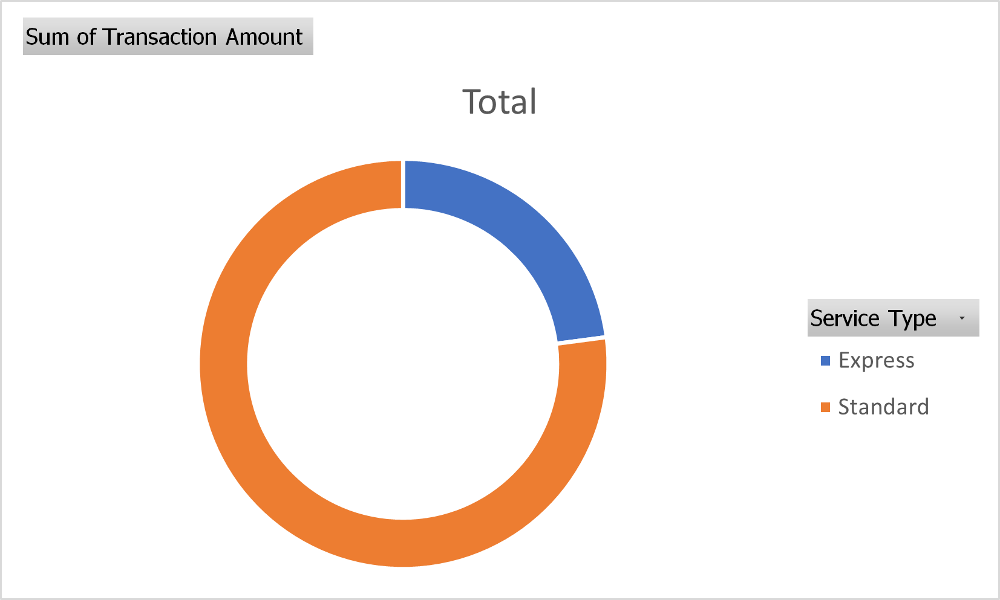 Sum of Transaction Amount
Total
Service Type
Express
Standard